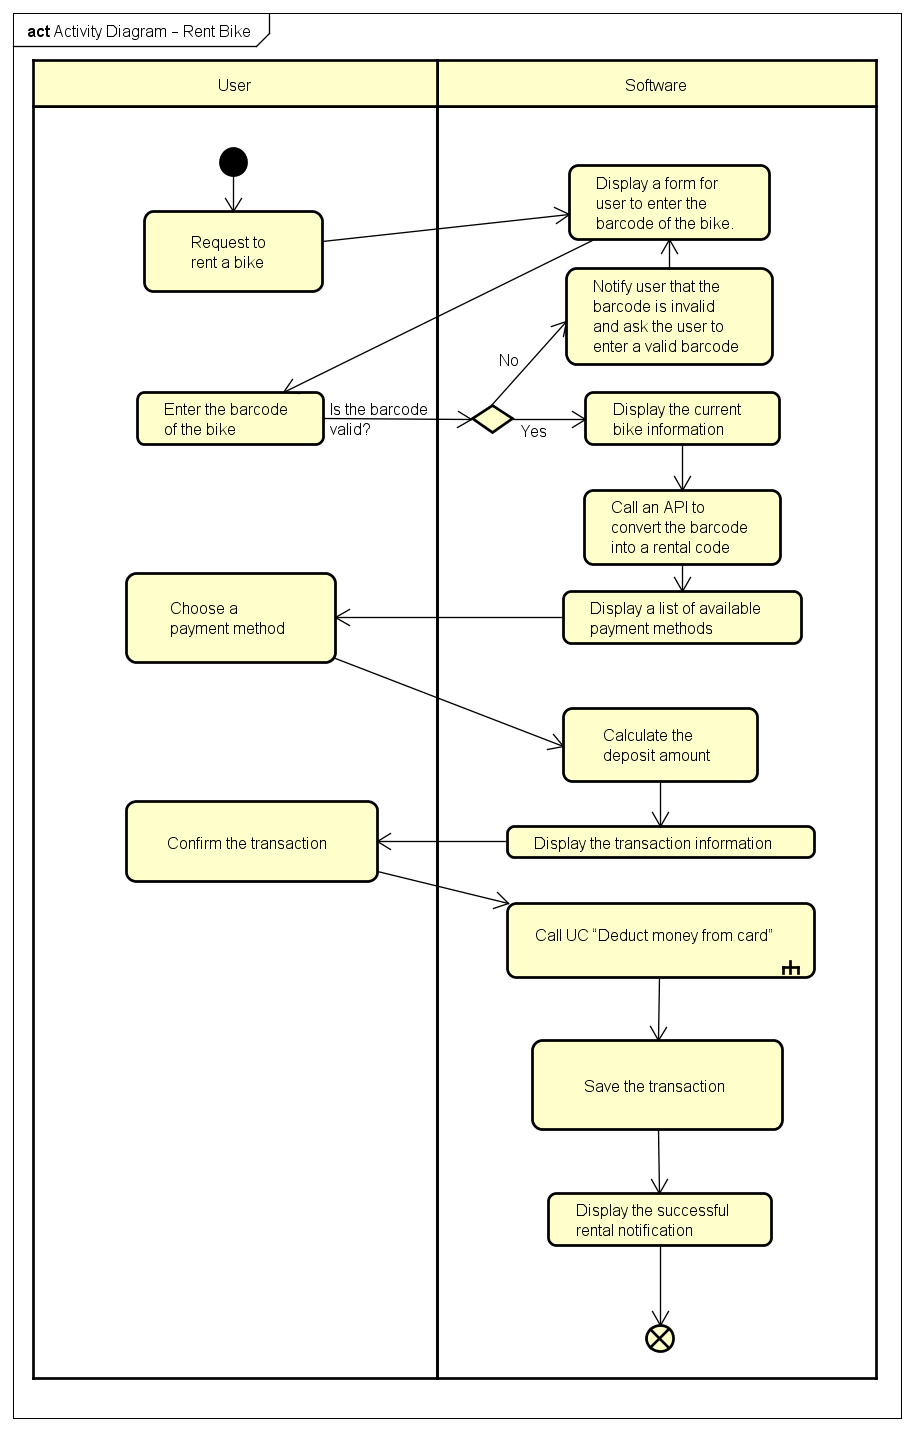 act Activity Diagram – Rent Bike
User
Software
Display a form for
user to enter the
barcode of the bike.
Request to
rent a bike
Notify user that the
barcode is invalid
and ask the user to
enter a valid barcode
No
Enter the barcode
of the bike
Is the barcode
valid?
Yes
Display the current
bike information
Call an API to
convert the barcode
into a rental code
Choose a
payment method
Display a list of available
payment methods
Calculate the
deposit amount
Confirm the transaction
Display the transaction information
Call UC “Deduct money from card”
Save the transaction
Display the successful
rental notification